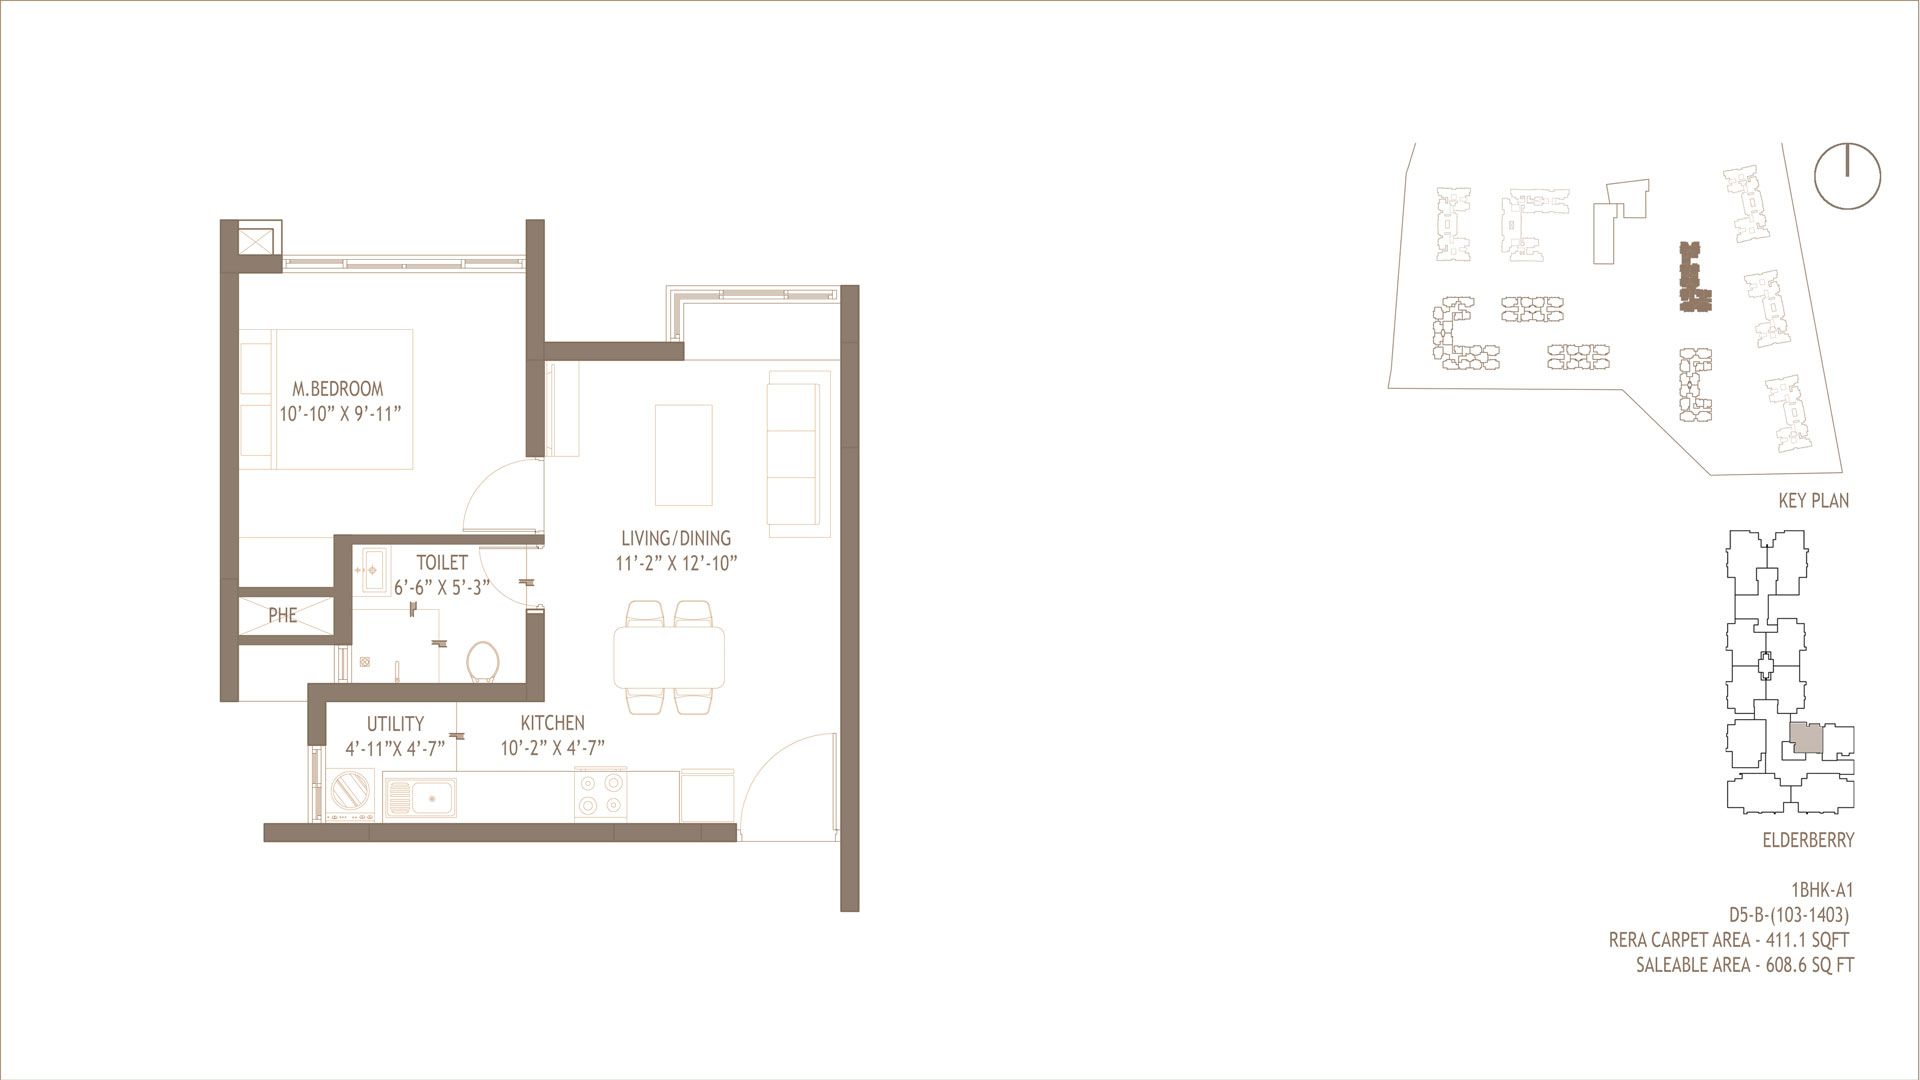 M.BEDROOM
10’-10” X 9’-11”
TOILET
6’-6” X 5’-3”
LIVING/DINING
11’-2” X 12’-10”
PHE
UTILITY
4’-11”X 4’-7”
KITCHEN
10’-2” X 4’-7”
KEY PLAN
ELDERBERRY
1BHK-A1
D5-B-(103-1403)
RERA CARPET AREA - 411.1 SQFT
SALEABLE AREA - 608.6 SQ FT